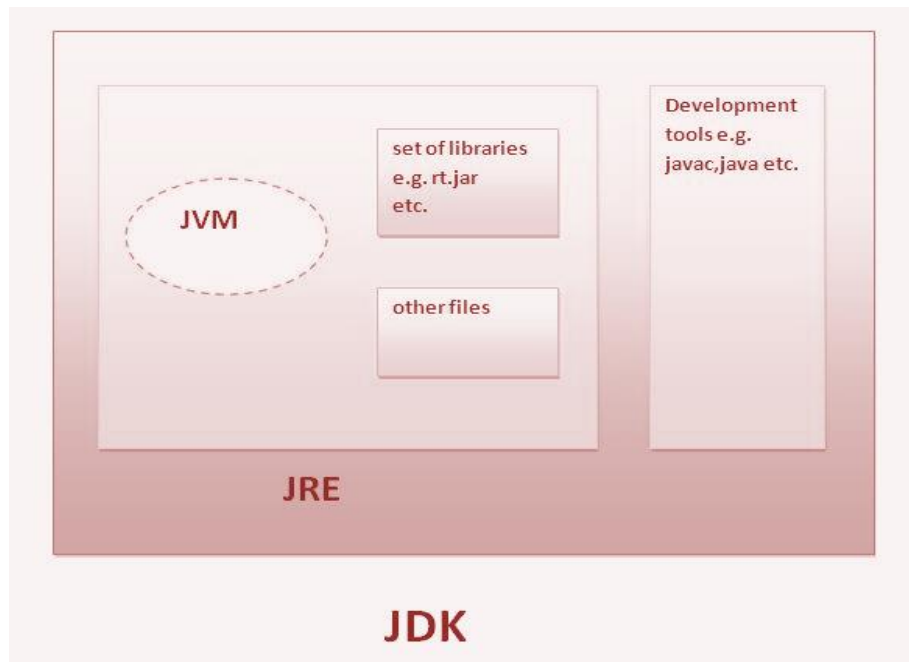 JVM
set of libraries
e.g. rt.jar
etc.
other files
Development
tools e.g.
javac,java etc.
JRE
JDK